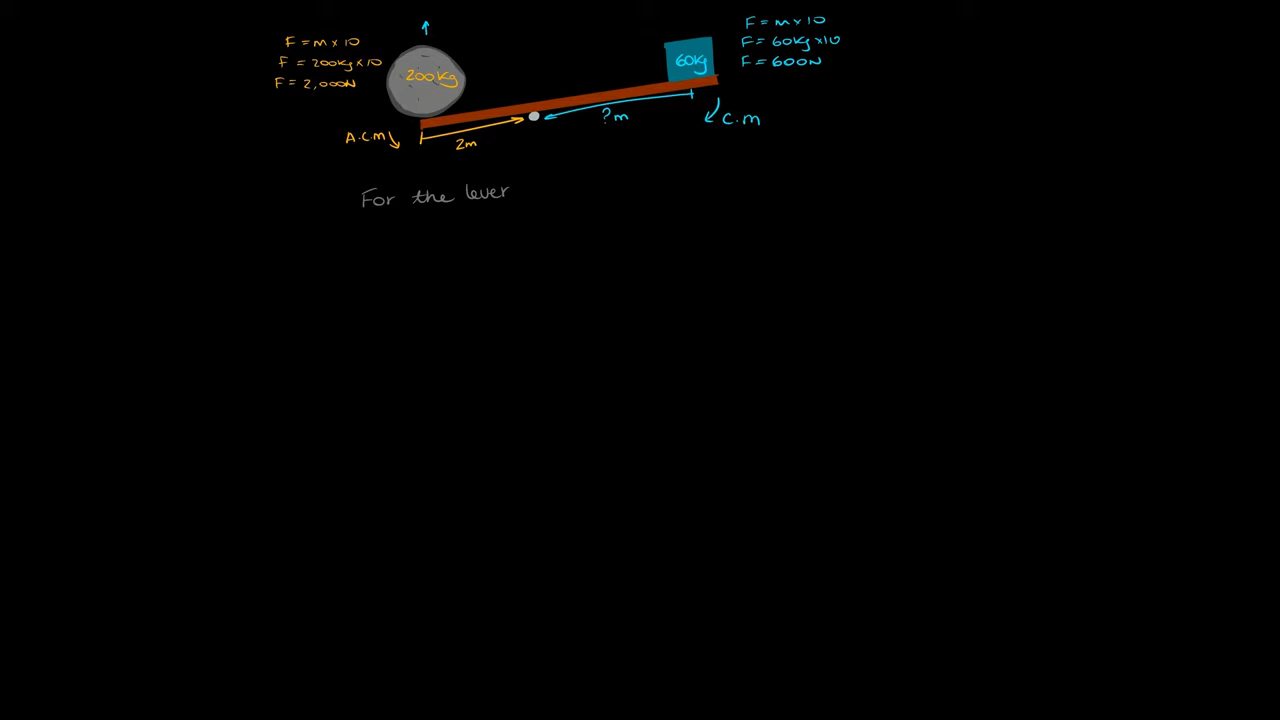 F = m × 10
F = 200kg × 10
F = 2,000N
200kg
A.C.m
2m
F = m × 10
F = 60kg × 10
F = 600N
60kg
?m
C.m
For the lever